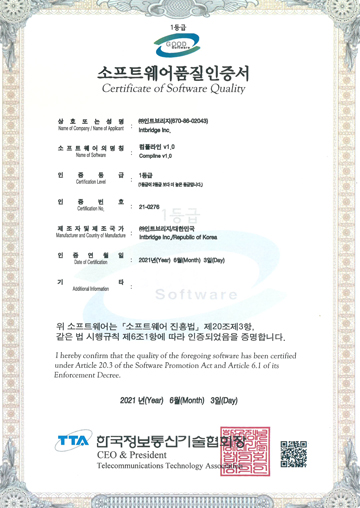 1등급
GOOD
Software
소프트웨어품질인증서
Certificate of Software Quality
상 호 또 는 성 명 : ㈜인트브리지(670-86-02043)
Name of Company / Name of Applicant Intbridge Inc.
소 프 트 웨 어 의 명 칭 : 컴플라인 v1.0
Name of Software Compline v1.0
인 증 등 급 : 1등급
Certification Level (1등급이 2등급 보다 더 높은 등급입니다.)
인 증 번 호 : 21-0276
Certification No.
1등급
제 조 자 및 제 조 국 가 : ㈜인트브리지/대한민국
Manufacturer and Country of Manufacture Intbridge Inc./Republic of Korea
인 증 연 월 일 : 2021년(Year) 6월(Month) 3일(Day)
Date of Certification
기 타 :
Additional Information
Software
위 소프트웨어는 「소프트웨어 진흥법」 제20조제3항,
같은 법 시행규칙 제6조1항에 따라 인증되었음을 증명합니다.
I hereby confirm that the quality of the foregoing software has been certified
under Article 20.3 of the Software Promotion Act and Article 6.1 of its
Enforcement Decree.
2021 년(Year) 6월(Month) 3일(Day)
TTA 한국정보통신기술협회장
CEO & President
Telecommunications Technology Association